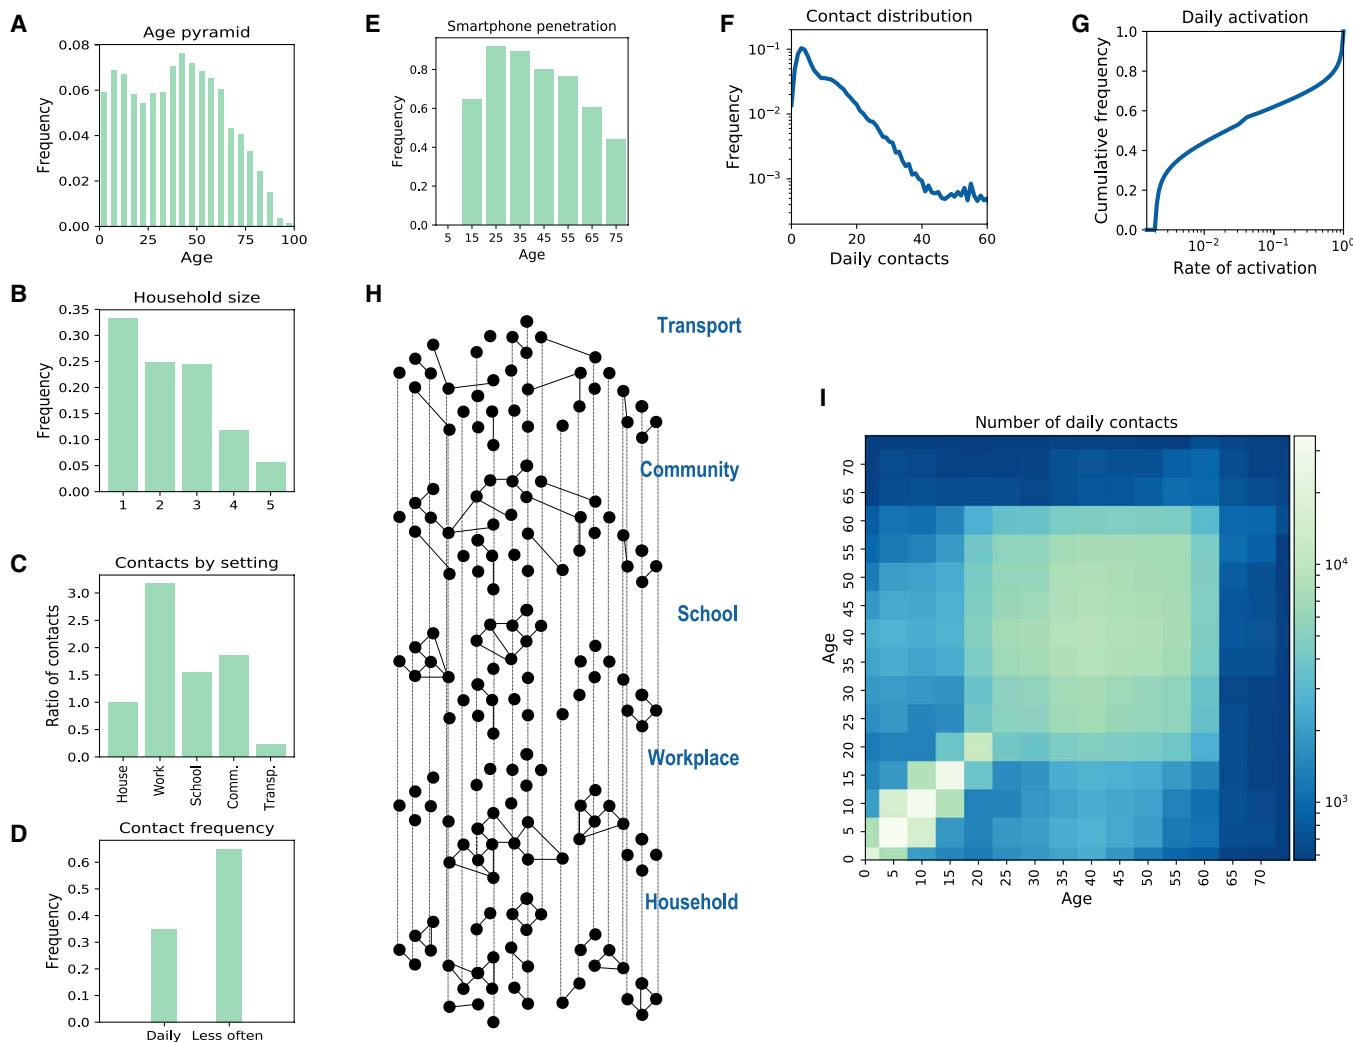 A
Age pyramid
Frequency
0.08
0.06
0.04
0.02
0.00
0
25
50
75
100
Age
B
Household size
Frequency
0.35
0.30
0.25
0.20
0.15
0.10
0.05
0.00
1
2
3
4
5
C
Contacts by setting
Ratio of contacts
3.0
2.5
2.0
1.5
1.0
0.5
0.0
House
Work
School
Comm.
Transp.
D
Contact frequency
Frequency
0.6
0.5
0.4
0.3
0.2
0.1
0.0
Daily
Less often
E
Smartphone penetration
Frequency
0.8
0.6
0.4
0.2
0.0
5
15
25
35
45
55
65
75
Age
F
Contact distribution
Frequency
10⁻¹
10⁻²
10⁻³
0
20
40
60
Daily contacts
G
Daily activation
Cumulative frequency
1.0
0.8
0.6
0.4
0.2
0.0
10⁻²
10⁻¹
10⁰
Rate of activation
H
Transport
Community
School
Workplace
Household
I
Number of daily contacts
Age
70
65
60
55
50
45
40
35
30
25
20
15
10
5
0
0
5
10
15
20
25
30
35
40
45
50
55
60
65
70
Age
10⁴
10³